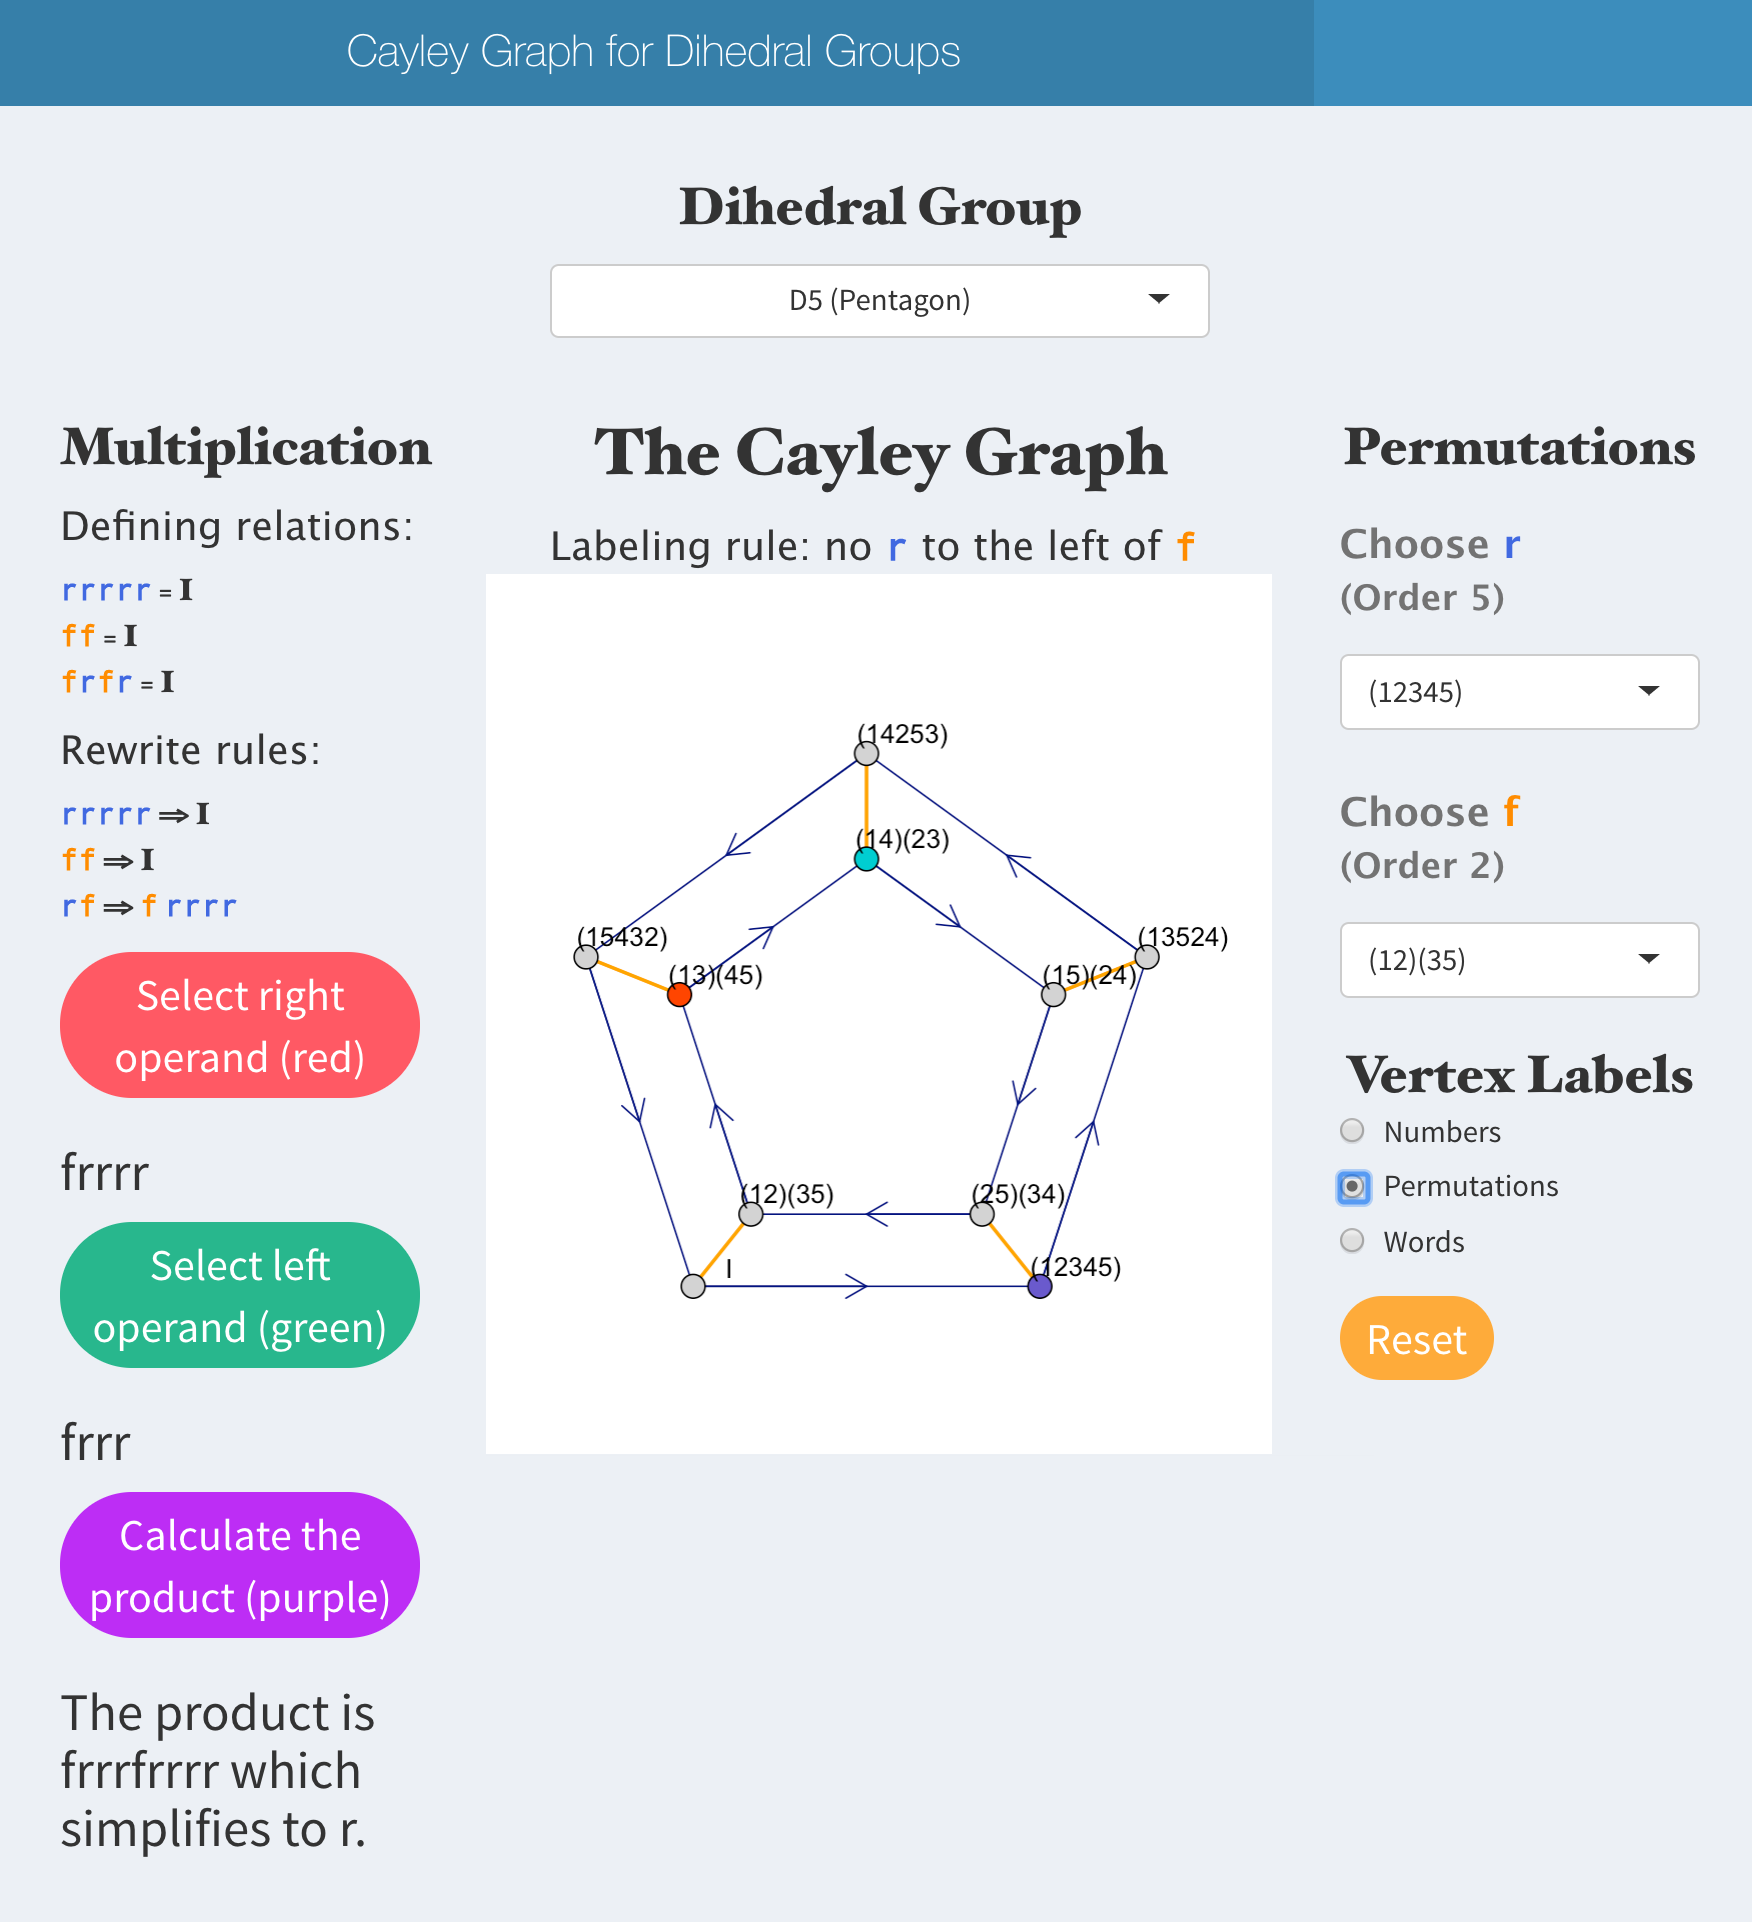 Cayley Graph for Dihedral Groups
Dihedral Group
D5 (Pentagon)
Multiplication
Defining relations:
rrrrr = I
ff = I
frfr = I
Rewrite rules:
rrrrr ⇒ I
ff ⇒ I
rf ⇒ f rrrr
Select right
operand (red)
frrrr
Select left
operand (green)
frrr
Calculate the
product (purple)
The product is
frrrfrrrr which
simplifies to r.
The Cayley Graph
Labeling rule: no r to the left of f
(14253)
(14)(23)
(15432)
(13524)
(13)(45)
(15)(24)
(12)(35)
(25)(34)
I
(12345)
Permutations
Choose r
(Order 5)
(12345)
Choose f
(Order 2)
(12)(35)
Vertex Labels
Numbers
Permutations
Words
Reset